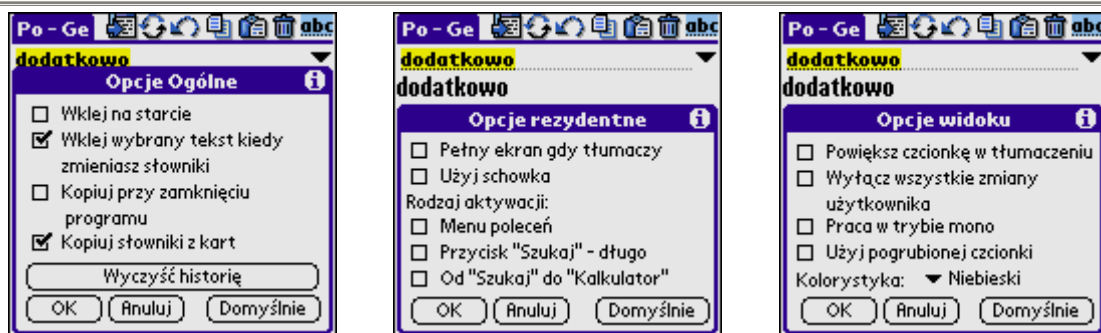 Po - Ge abc
dodatkowo
Opcje Ogólne i
Wklej na starcie
Wklej wybrany tekst kiedy
zmieniasz słowniki
Kopiuj przy zamknięciu
programu
Kopiuj słowniki z kart
Wyczyść historię
OK Anuluj Domyślnie
Po - Ge abc
dodatkowo
dodatkowo
Opcje rezydentne i
Pełny ekran gdy tłumaczy
Użyj schowka
Rodzaj aktywacji:
Menu poleceń
Przycisk "Szukaj" - długo
Od "Szukaj" do "Kalkulator"
OK Anuluj Domyślnie
Po - Ge abc
dodatkowo
dodatkowo
Opcje widoku i
Powiększ czcionkę w tłumaczeniu
Wyłącz wszystkie zmiany
użytkownika
Praca w trybie mono
Użyj pogrubionej czcionki
Kolorystyka: Niebieski
OK Anuluj Domyślnie